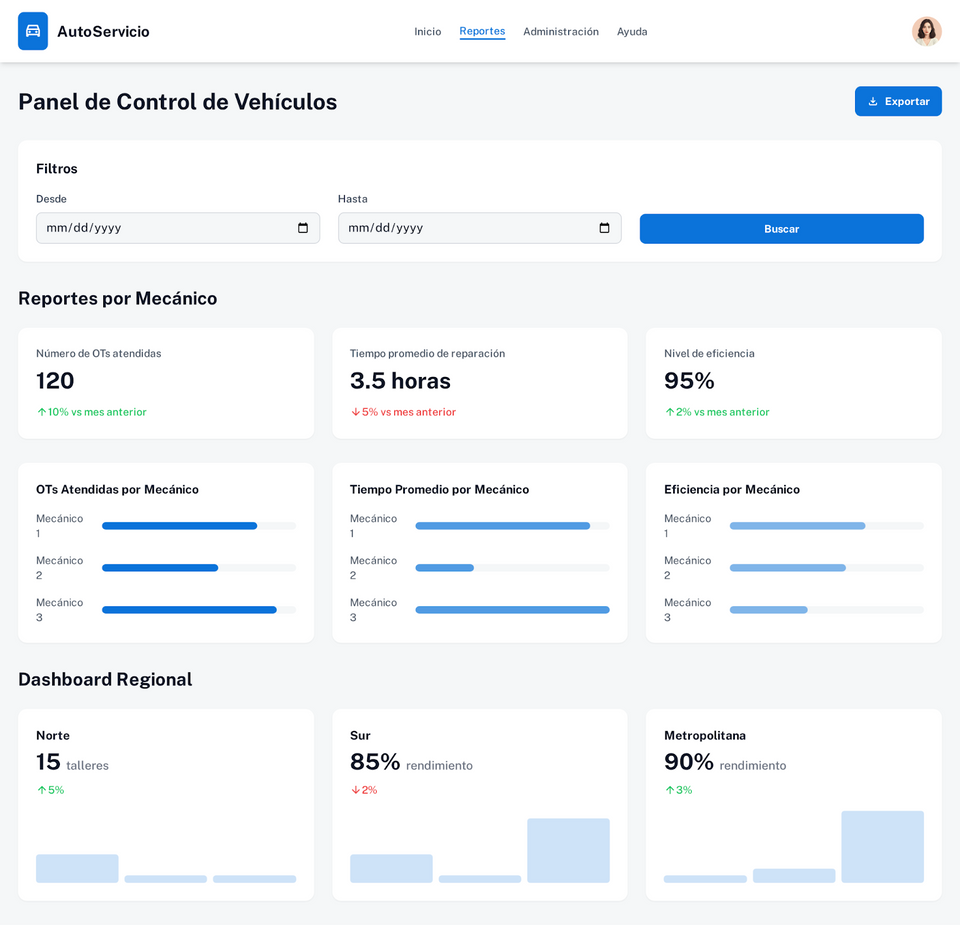 AutoServicio
Inicio
Reportes
Administración
Ayuda
Panel de Control de Vehículos
Exportar
Filtros
Desde
Hasta
mm/dd/yyyy
mm/dd/yyyy
Buscar
Reportes por Mecánico
Número de OTs atendidas
120
↑10% vs mes anterior
Tiempo promedio de reparación
3.5 horas
↓5% vs mes anterior
Nivel de eficiencia
95%
↑2% vs mes anterior
OTs Atendidas por Mecánico
Mecánico
1
Mecánico
2
Mecánico
3
Tiempo Promedio por Mecánico
Mecánico
1
Mecánico
2
Mecánico
3
Eficiencia por Mecánico
Mecánico
1
Mecánico
2
Mecánico
3
Dashboard Regional
Norte
15 talleres
↑5%
Sur
85% rendimiento
↓2%
Metropolitana
90% rendimiento
↑3%